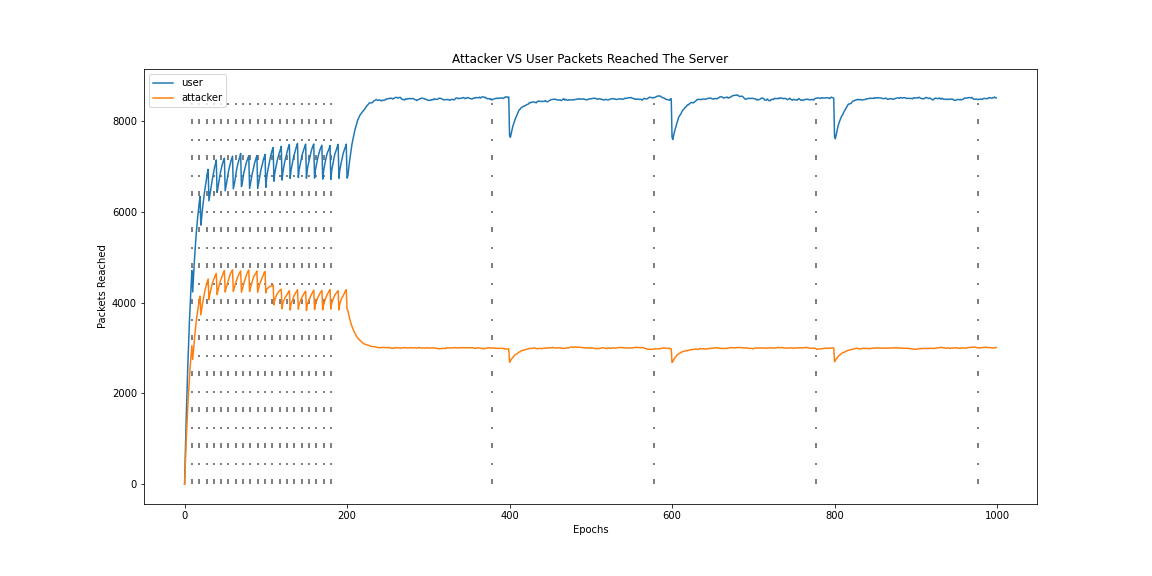 Attacker VS User Packets Reached The Server
user
attacker
Packets Reached
8000
6000
4000
2000
0
0 200 400 600 800 1000
Epochs